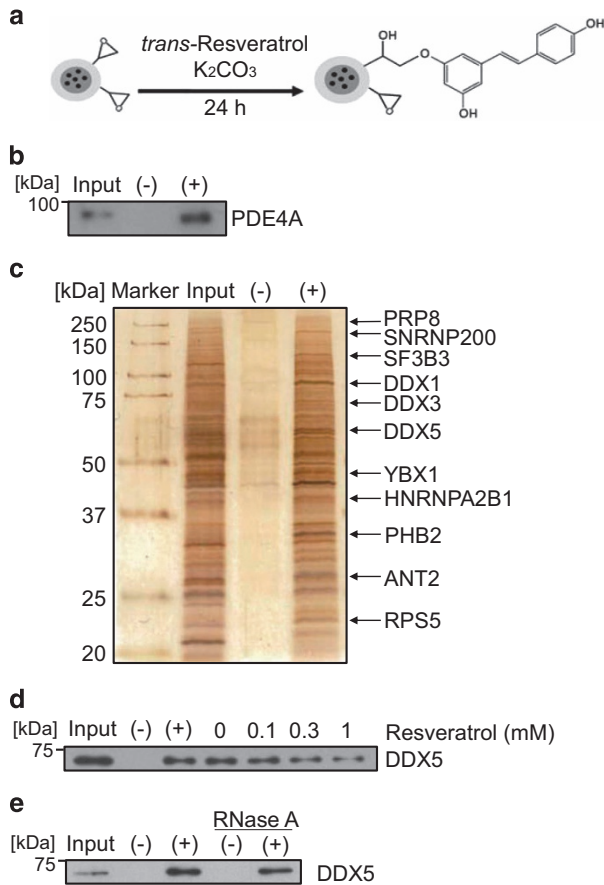 a
trans-Resveratrol
K2CO3
24 h
OH
O
OH
OH
O
O
b
[kDa] Input (-) (+)
100
PDE4A
c
[kDa] Marker Input (-) (+)
250
150
100
75
50
37
25
20
PRP8
SNRNP200
SF3B3
DDX1
DDX3
DDX5
YBX1
HNRNPA2B1
PHB2
ANT2
RPS5
d
[kDa] Input (-) (+) 0 0.1 0.3 1 Resveratrol (mM)
75
DDX5
e
RNase A
[kDa] Input (-) (+) (-) (+)
75
DDX5